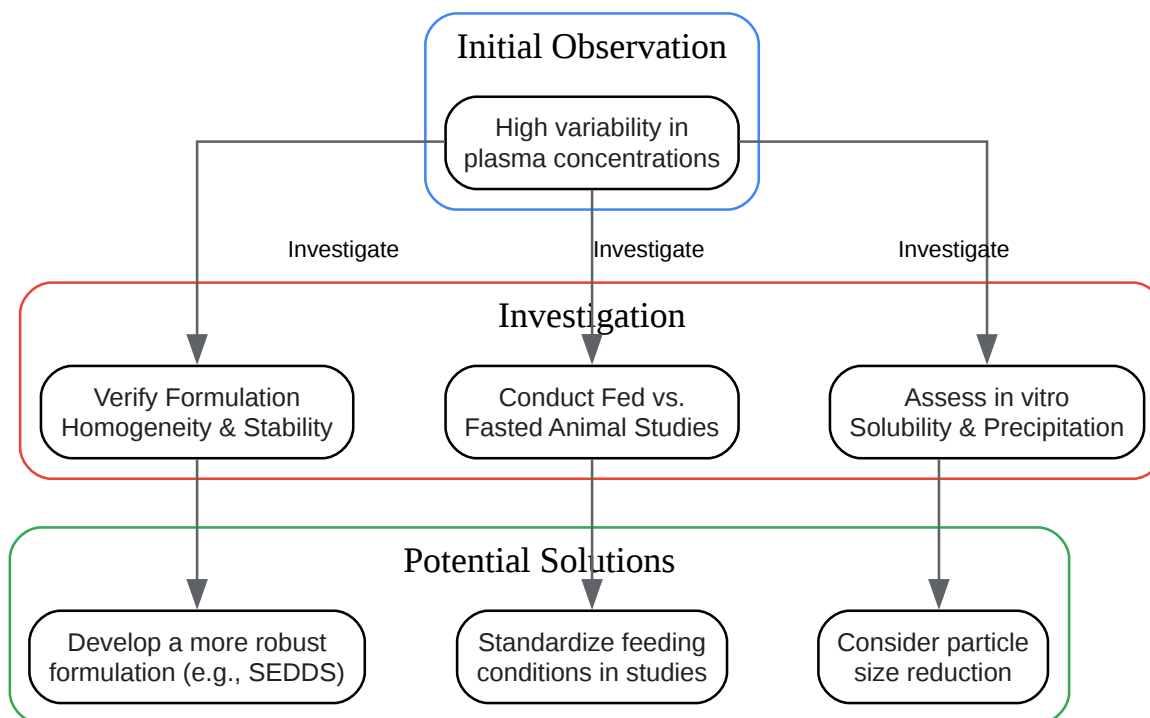 Initial Observation
High variability in
plasma concentrations
Investigate
Investigate
Investigate
Investigation
Verify Formulation
Homogeneity & Stability
Conduct Fed vs.
Fasted Animal Studies
Assess in vitro
Solubility & Precipitation
Potential Solutions
Develop a more robust
formulation (e.g., SEDDS)
Standardize feeding
conditions in studies
Consider particle
size reduction